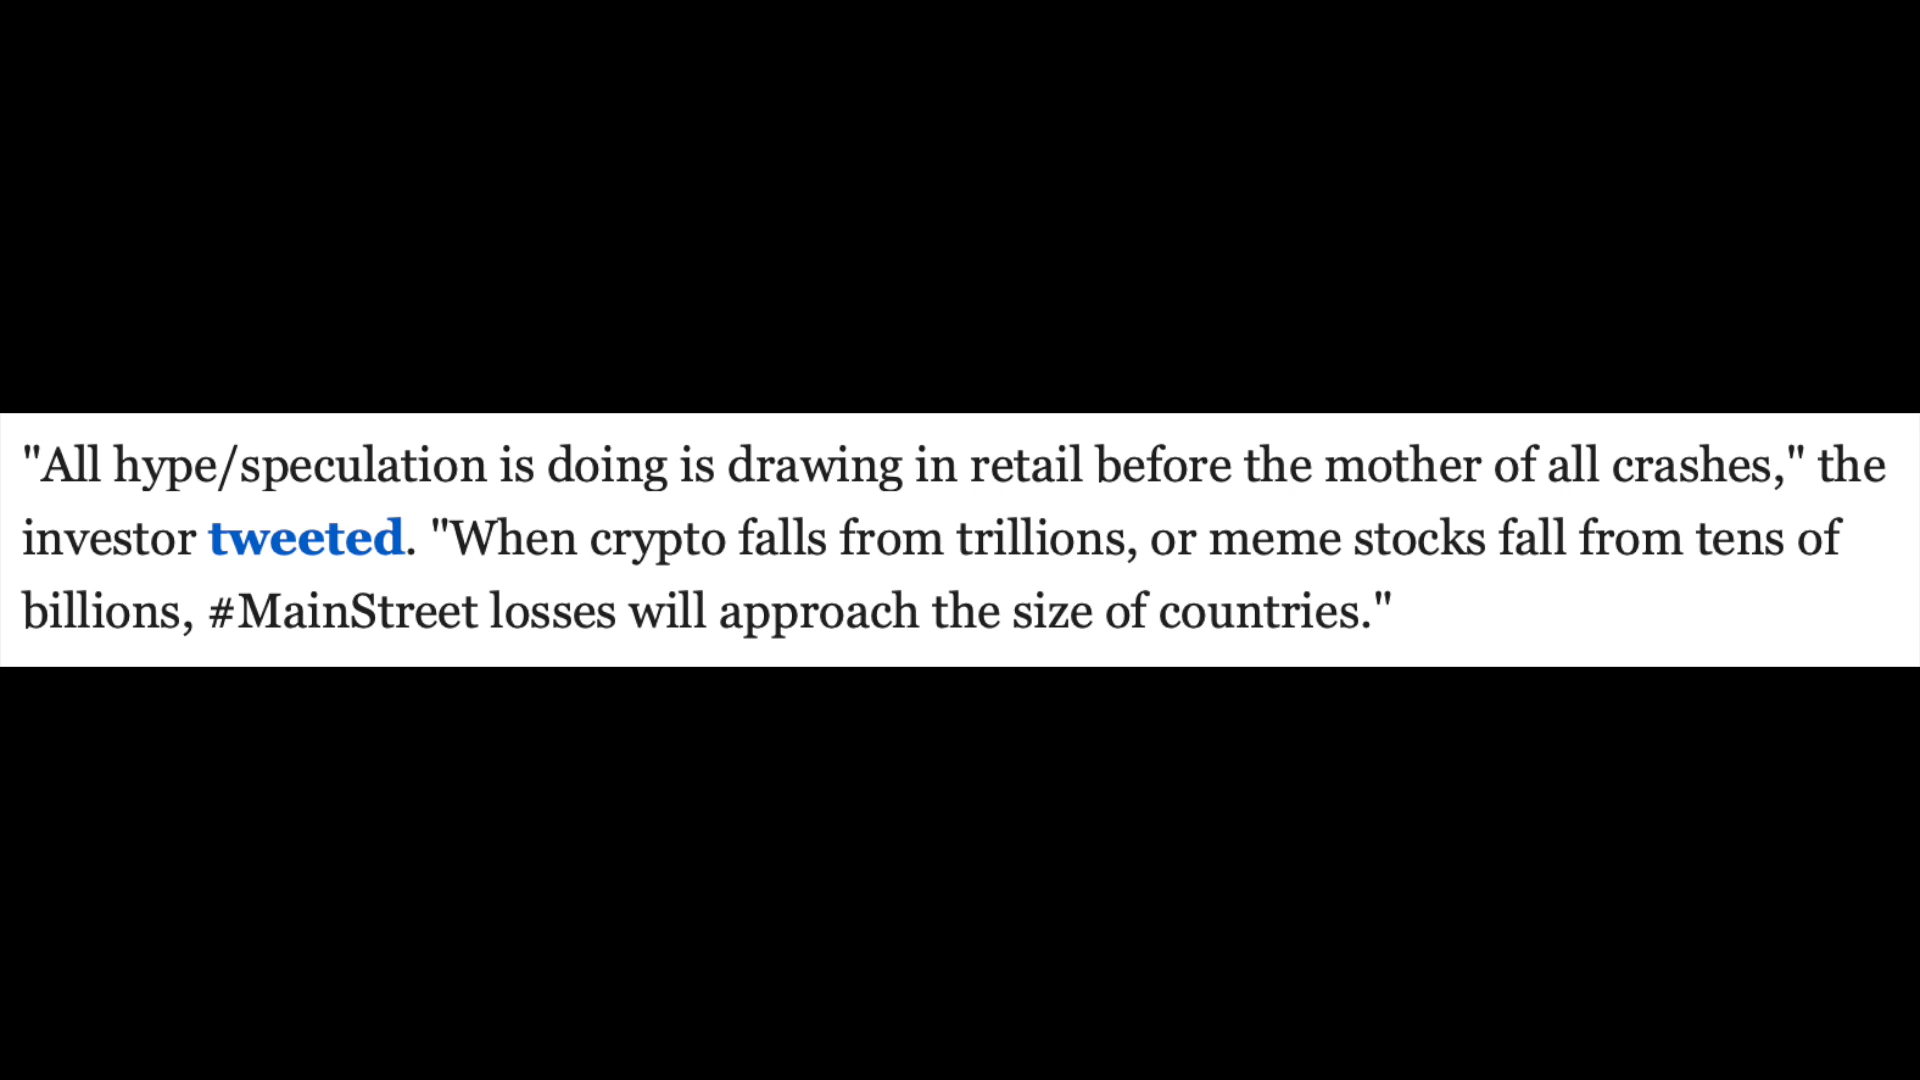 "All hype/speculation is doing is drawing in retail before the mother of all crashes," the
investor tweeted. "When crypto falls from trillions, or meme stocks fall from tens of
billions, #MainStreet losses will approach the size of countries."